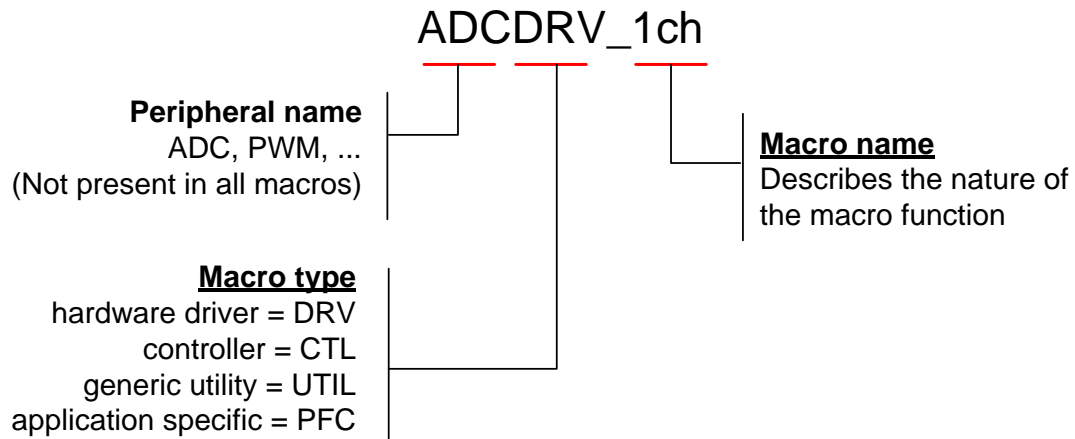 ADCDRV_1ch
Peripheral name
ADC, PWM, ...
(Not present in all macros)
Macro name
Describes the nature of
the macro function
Macro type
hardware driver = DRV
controller = CTL
generic utility = UTIL
application specific = PFC